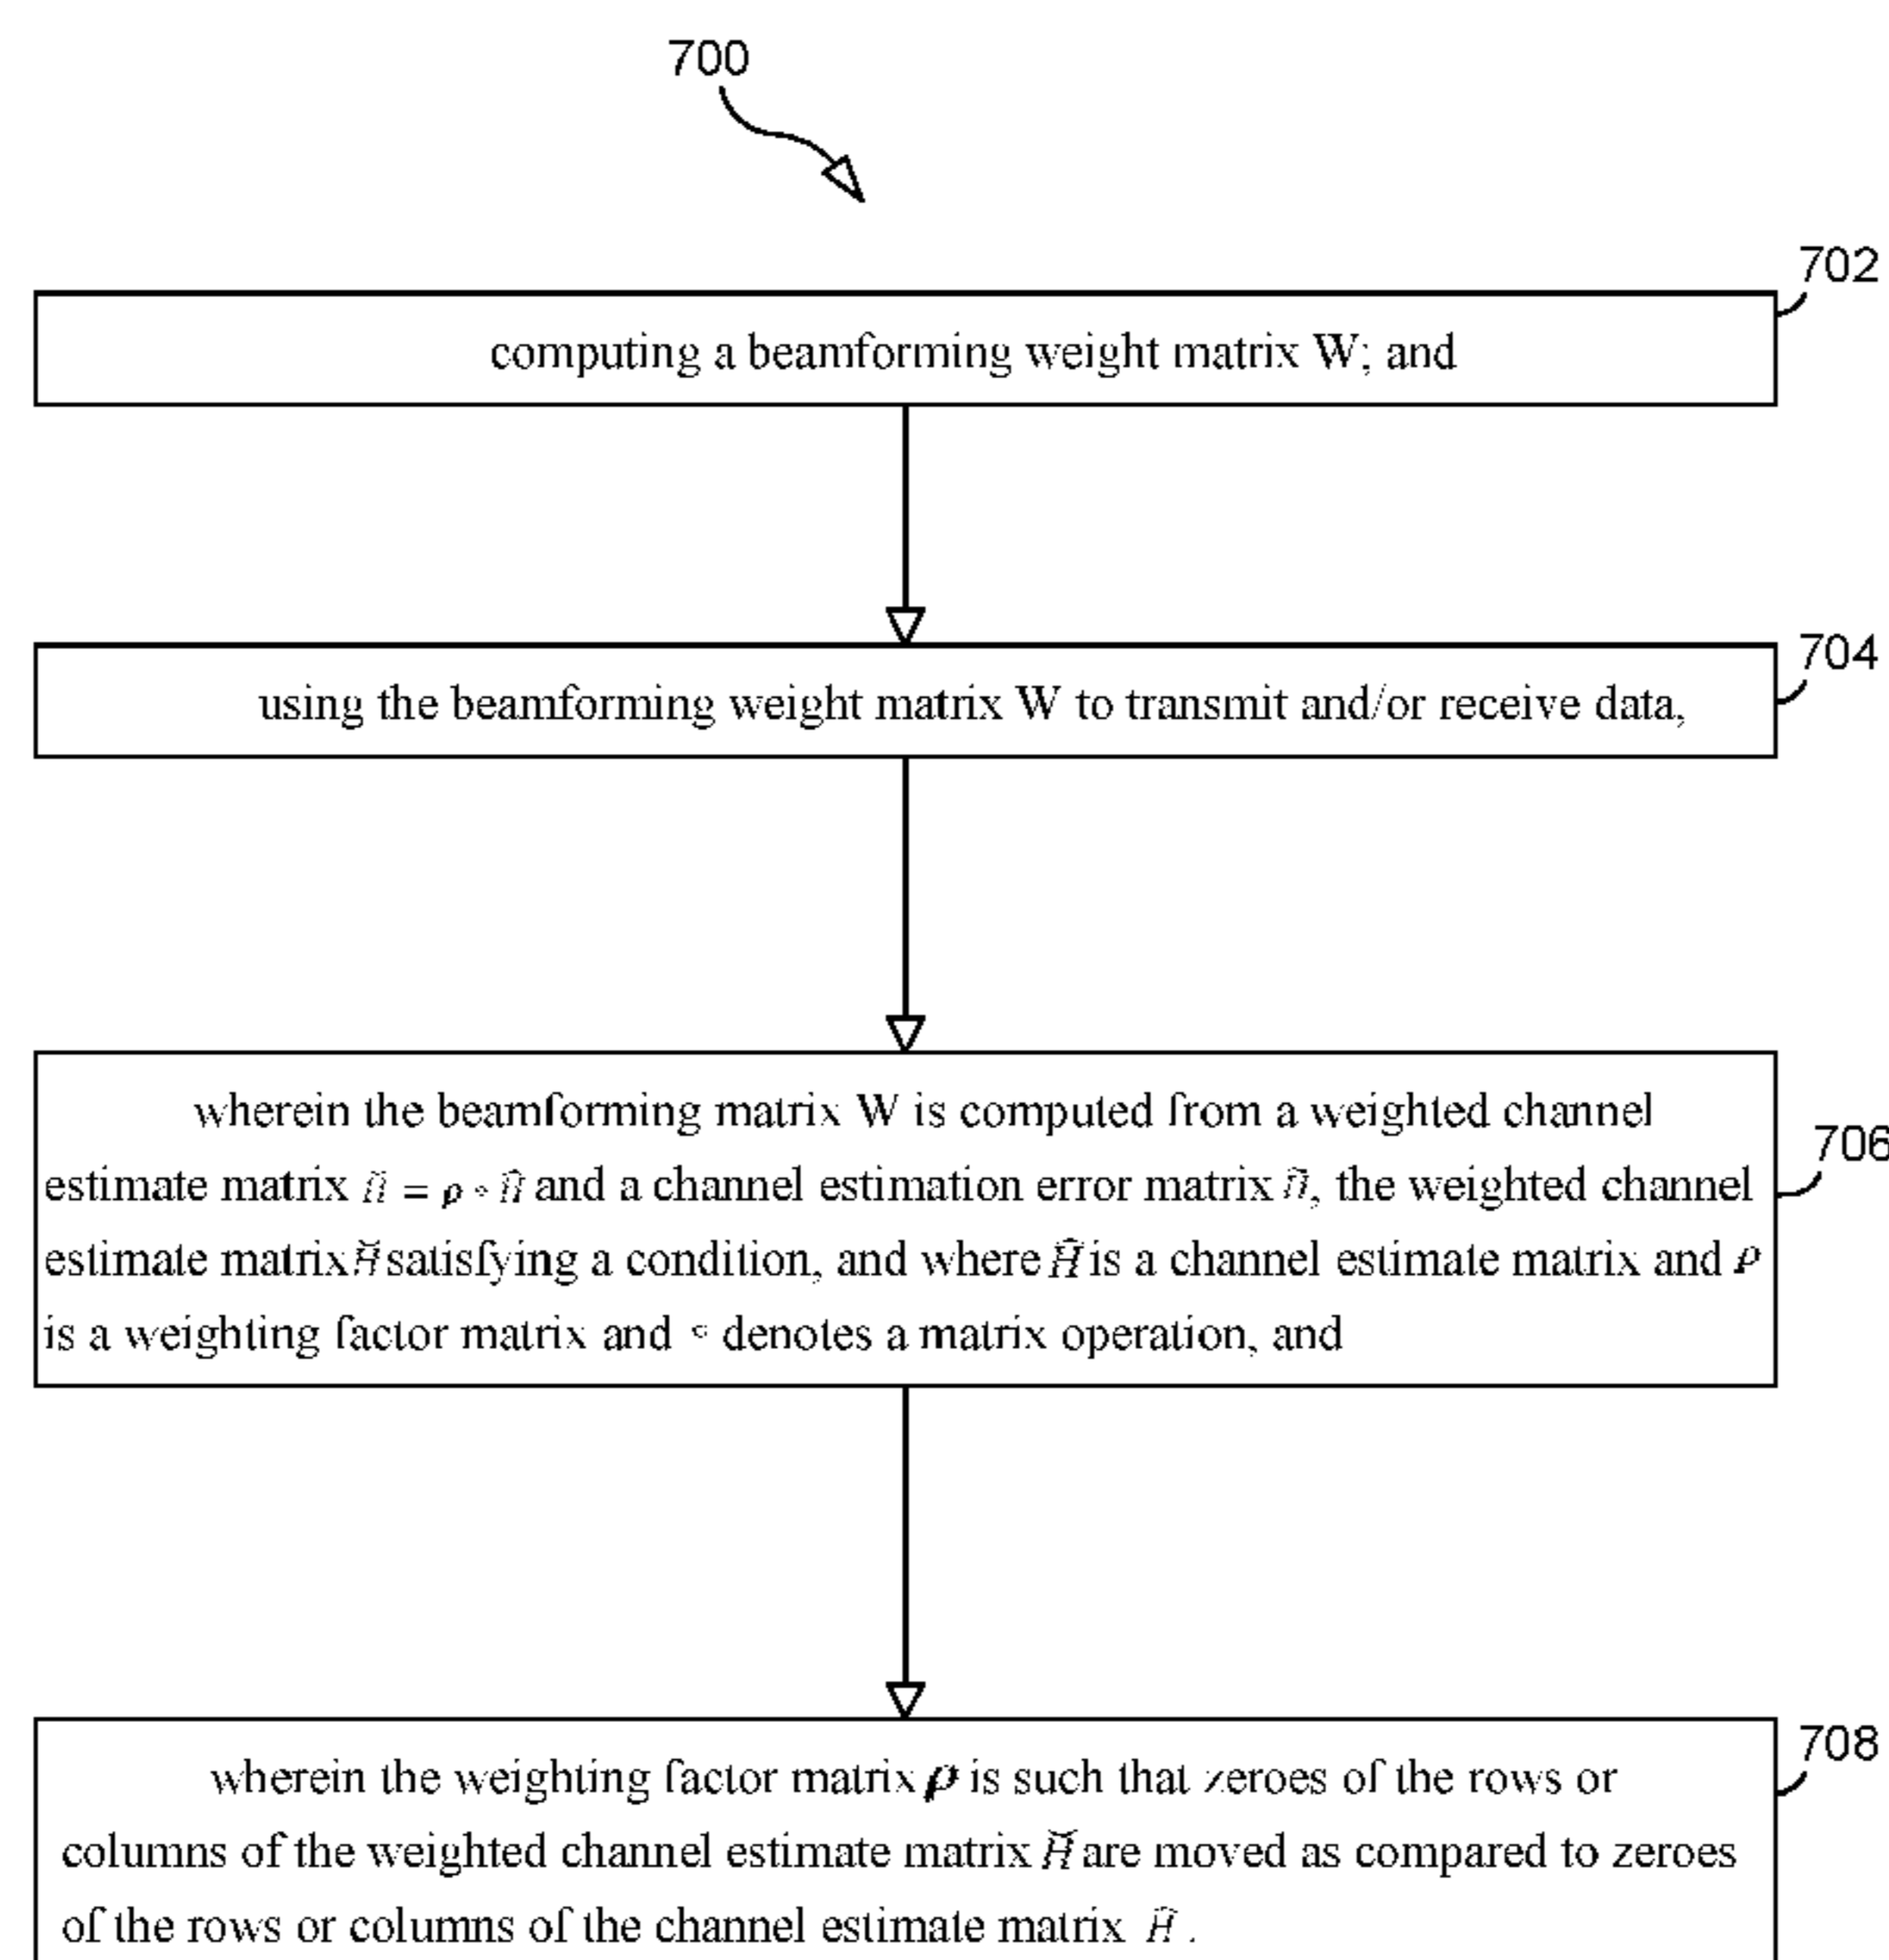 700
702
computing a beamforming weight matrix W; and
704
using the beamforming weight matrix W to transmit and/or receive data,
706
wherein the beamforming matrix W is computed from a weighted channel
estimate matrix = ρ ∘ and a channel estimation error matrix , the weighted channel
estimate matrix H̆ satisfying a condition, and where Ĥ is a channel estimate matrix and ρ
is a weighting factor matrix and ∘ denotes a matrix operation, and
708
wherein the weighting factor matrix ρ is such that zeroes of the rows or
columns of the weighted channel estimate matrix H̆ are moved as compared to zeroes
of the rows or columns of the channel estimate matrix Ĥ.